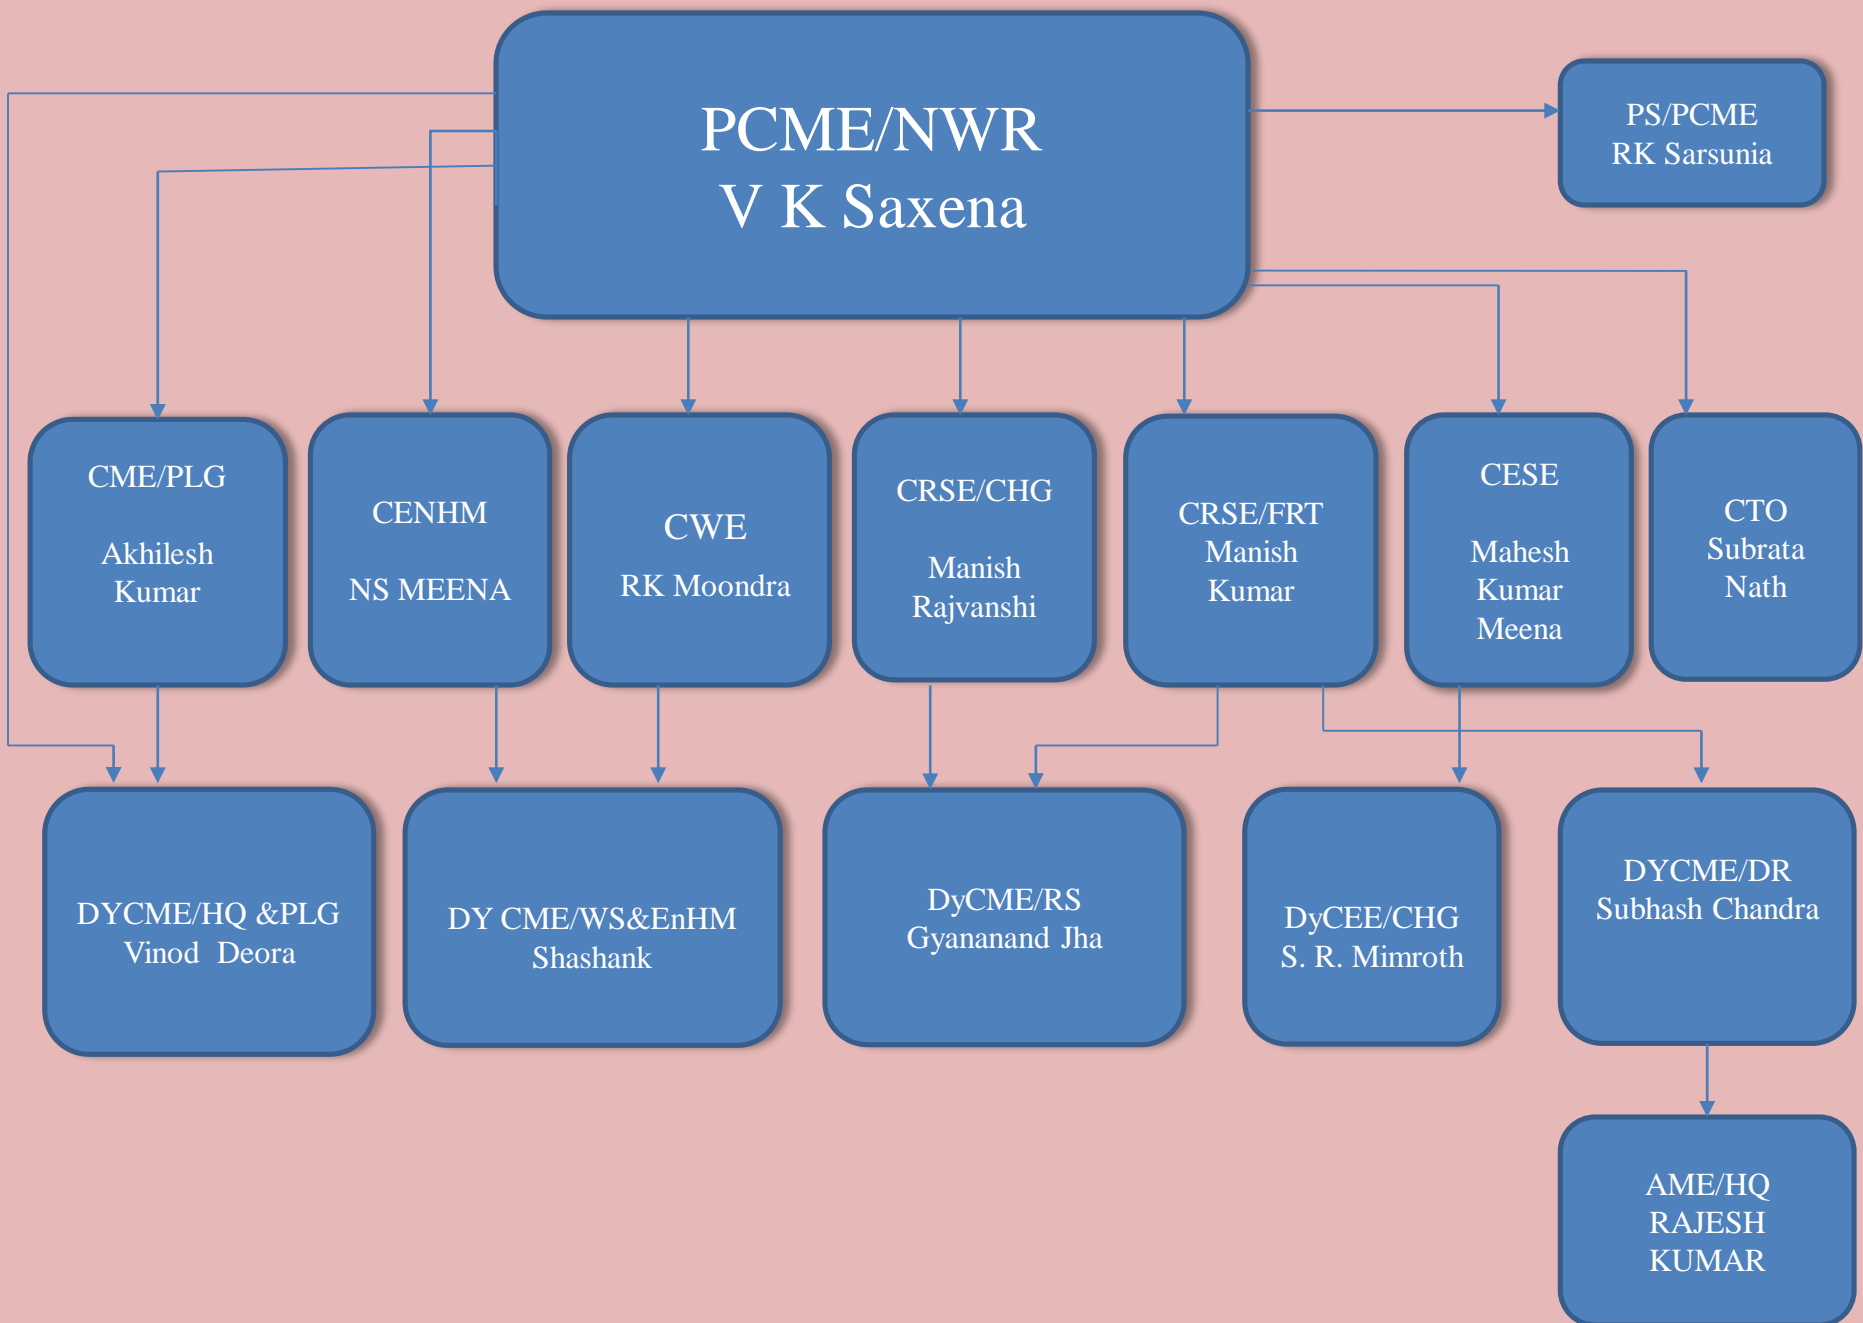 PCME/NWR
V K Saxena
PS/PCME
RK Sarsunia
CME/PLG
Akhilesh
Kumar
CENHM
NS MEENA
CWE
RK Moondra
CRSE/CHG
Manish
Rajvanshi
CRSE/FRT
Manish
Kumar
CESE
Mahesh
Kumar
Meena
CTO
Subrata
Nath
DYCME/HQ &PLG
Vinod Deora
DY CME/WS&EnHM
Shashank
DyCME/RS
Gyananand Jha
DyCEE/CHG
S. R. Mimroth
DYCME/DR
Subhash Chandra
AME/HQ
RAJESH
KUMAR